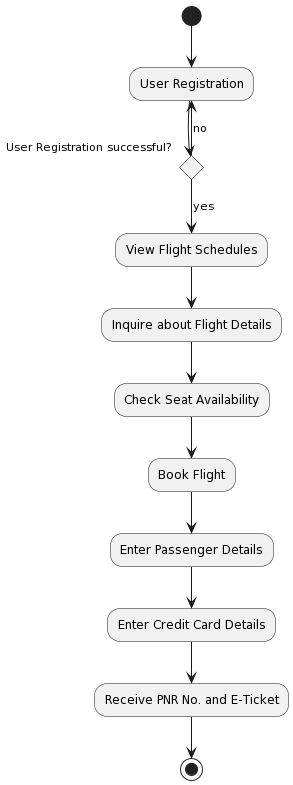 User Registration
no
User Registration successful?
yes
View Flight Schedules
Inquire about Flight Details
Check Seat Availability
Book Flight
Enter Passenger Details
Enter Credit Card Details
Receive PNR No. and E-Ticket